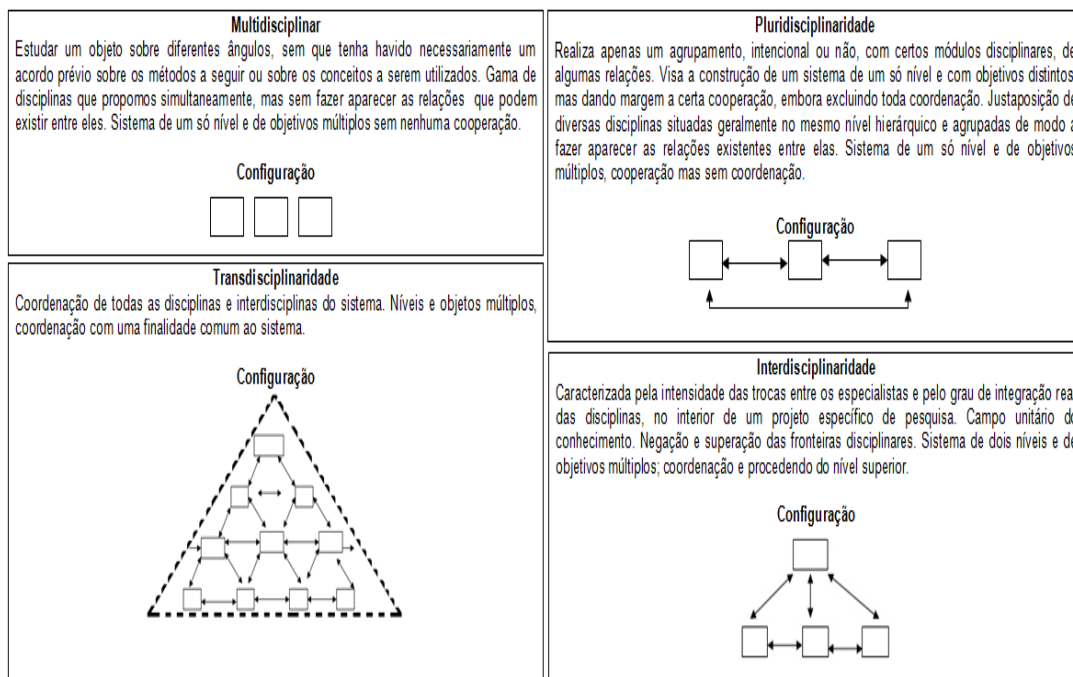 Multidisciplinar
Estudar um objeto sobre diferentes ângulos, sem que tenha havido necessariamente um
acordo prévio sobre os métodos a seguir ou sobre os conceitos a serem utilizados. Gama de
disciplinas que propomos simultaneamente, mas sem fazer aparecer as relações que podem
existir entre eles. Sistema de um só nível e de objetivos múltiplos sem nenhuma cooperação.
Configuração
Pluridisciplinaridade
Realiza apenas um agrupamento, intencional ou não, com certos módulos disciplinares, de
algumas relações. Visa a construção de um sistema de um só nível e com objetivos distintos
mas dando margem a certa cooperação, embora excluindo toda coordenação. Justaposição de
diversas disciplinas situadas geralmente no mesmo nível hierárquico e agrupadas de modo a
fazer aparecer as relações existentes entre elas. Sistema de um só nível e de objetivos
múltiplos, cooperação mas sem coordenação.
Configuração
Transdisciplinaridade
Coordenação de todas as disciplinas e interdisciplinas do sistema. Níveis e objetos múltiplos,
coordenação com uma finalidade comum ao sistema.
Configuração
Interdisciplinaridade
Caracterizada pela intensidade das trocas entre os especialistas e pelo grau de integração rea
das disciplinas, no interior de um projeto específico de pesquisa. Campo unitário do
conhecimento. Negação e superação das fronteiras disciplinares. Sistema de dois níveis e de
objetivos múltiplos; coordenação e procedendo do nível superior.
Configuração